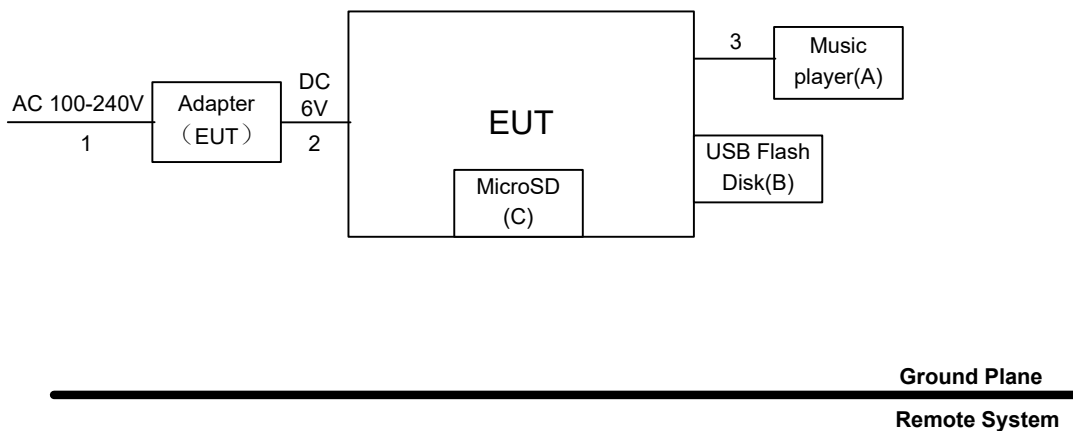 AC 100-240V
1
Adapter
（EUT）
DC
6V
2
EUT
MicroSD
(C)
3
Music
player(A)
USB Flash
Disk(B)
Ground Plane
Remote System